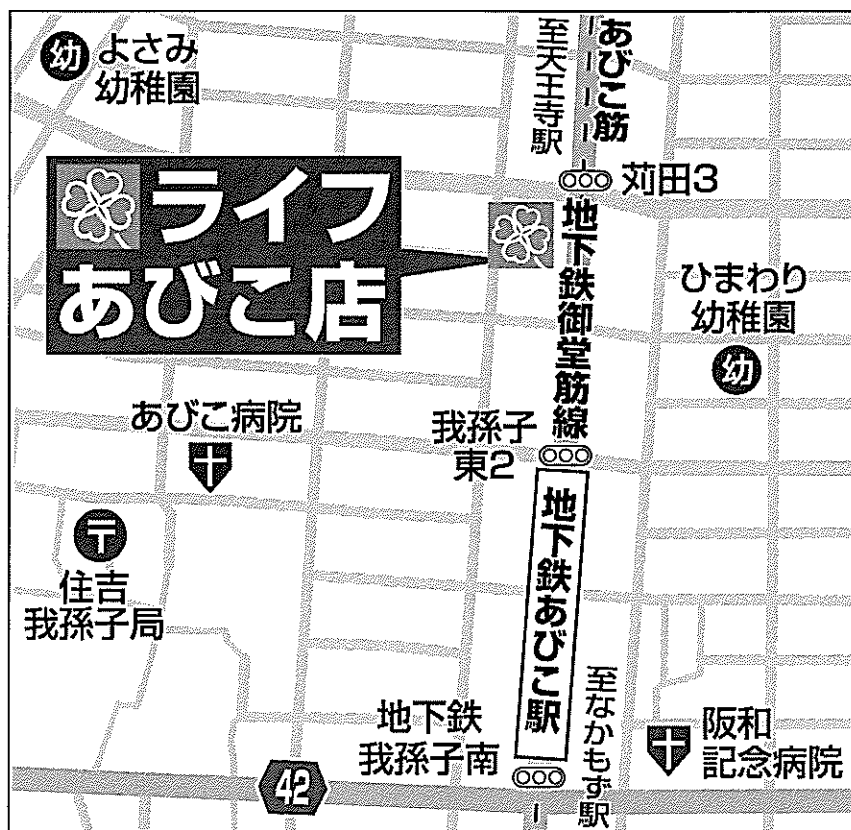 幼
よさみ
幼稚園
至天王寺駅
あびこ筋
苅田3
ライフ
あびこ店
地下鉄御堂筋線
ひまわり
幼稚園
幼
あびこ病院
我孫子
東2
〒
住吉
我孫子局
地下鉄あびこ駅
至なかもず駅
地下鉄
我孫子南
阪和
記念病院
42